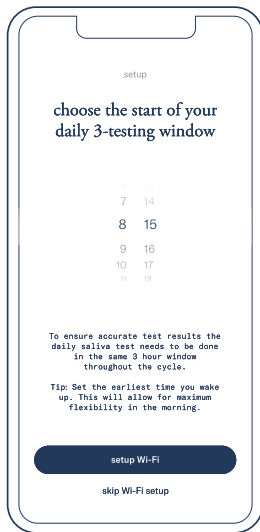 setup
choose the start of your
daily 3-testing window
7 14
8 15
9 16
10 17
11 18
To ensure accurate test results the
daily saliva test needs to be done
in the same 3 hour window
throughout the cycle.
Tip: Set the earliest time you wake
up. This will allow for maximum
flexibility in the morning.
setup Wi-Fi
skip Wi-Fi setup